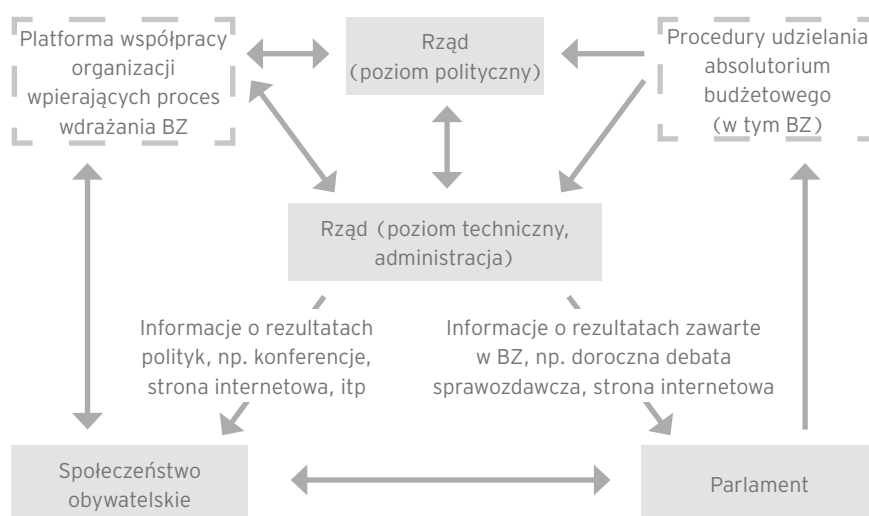 Platforma współpracy
organizacji
wpierających proces
wdrażania BZ
Rząd
(poziom polityczny)
Procedury udzielania
absolutorium
budżetowego
(w tym BZ)
Rząd (poziom techniczny,
administracja)
Informacje o rezultatach
polityk, np. konferencje,
strona internetowa, itp
Informacje o rezultatach zawarte
w BZ, np. doroczna debata
sprawozdawcza, strona internetowa
Społeczeństwo
obywatelskie
Parlament